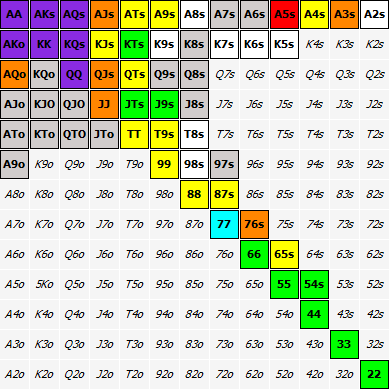 AA AKs AQs AJs ATs A9s A8s A7s A6s A5s A4s A3s A2s
AKo KK KQs KJs KTs K9s K8s K7s K6s K5s K4s K3s K2s
AQo KQo QQ QJs QTs Q9s Q8s Q7s Q6s Q5s Q4s Q3s Q2s
AJo KJO QJO JJ JTs J9s J8s J7s J6s J5s J4s J3s J2s
ATo KTo QTO JTo TT T9s T8s T7s T6s T5s T4s T3s T2s
A9o K9o Q9o J9o T9o 99 98s 97s 96s 95s 94s 93s 92s
A8o K8o Q8o J8o T8o 98o 88 87s 86s 85s 84s 83s 82s
A7o K7o Q7o J7o T7o 97o 87o 77 76s 75s 74s 73s 72s
A6o K6o Q6o J6o T6o 96o 86o 76o 66 65s 64s 63s 62s
A5o 5Ko Q5o J5o T5o 95o 85o 75o 65o 55 54s 53s 52s
A4o K4o Q4o J4o T4o 94o 84o 74o 64o 54o 44 43s 42s
A3o K3o Q3o J3o T3o 93o 83o 73o 63o 53o 43o 33 32s
A2o K2o Q2o J2o T2o 92o 82o 72o 62o 52o 42o 32o 22